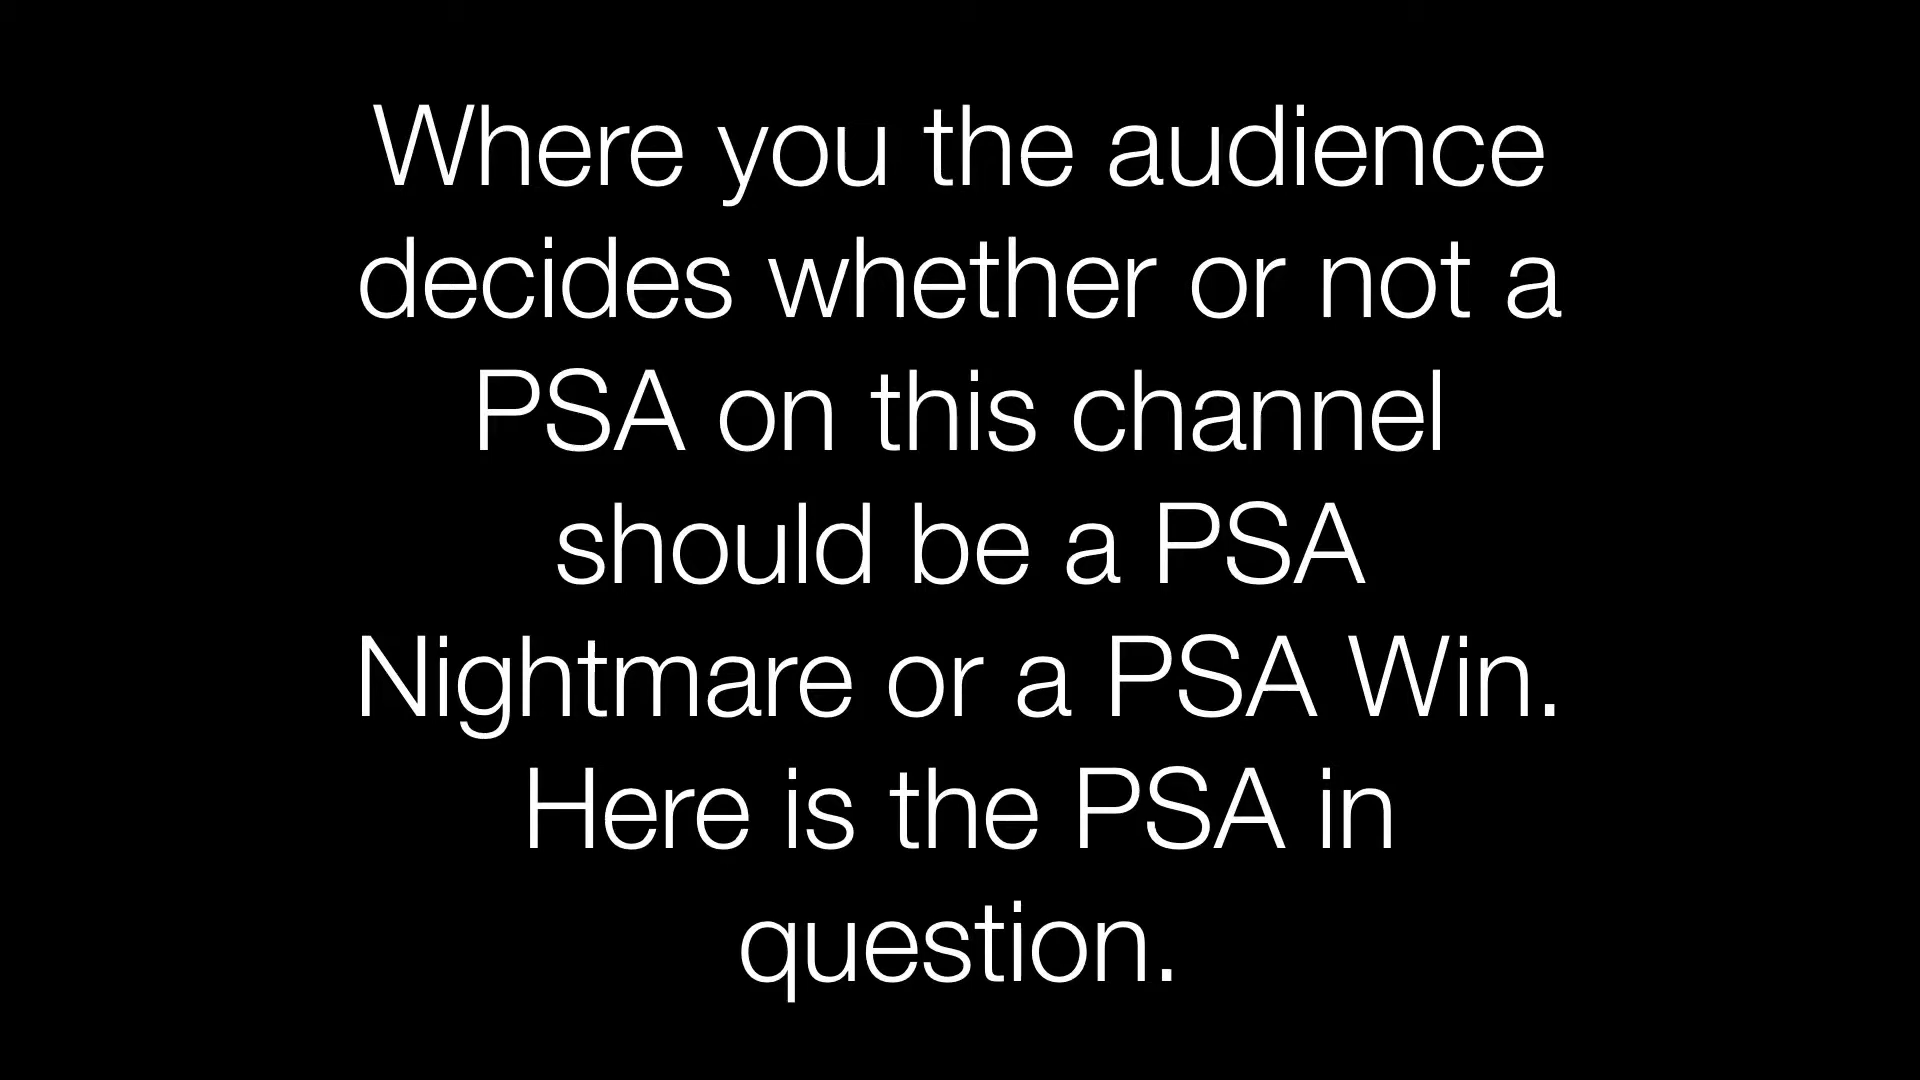 Where you the audience
decides whether or not a
PSA on this channel
should be a PSA
Nightmare or a PSA Win.
Here is the PSA in
question.